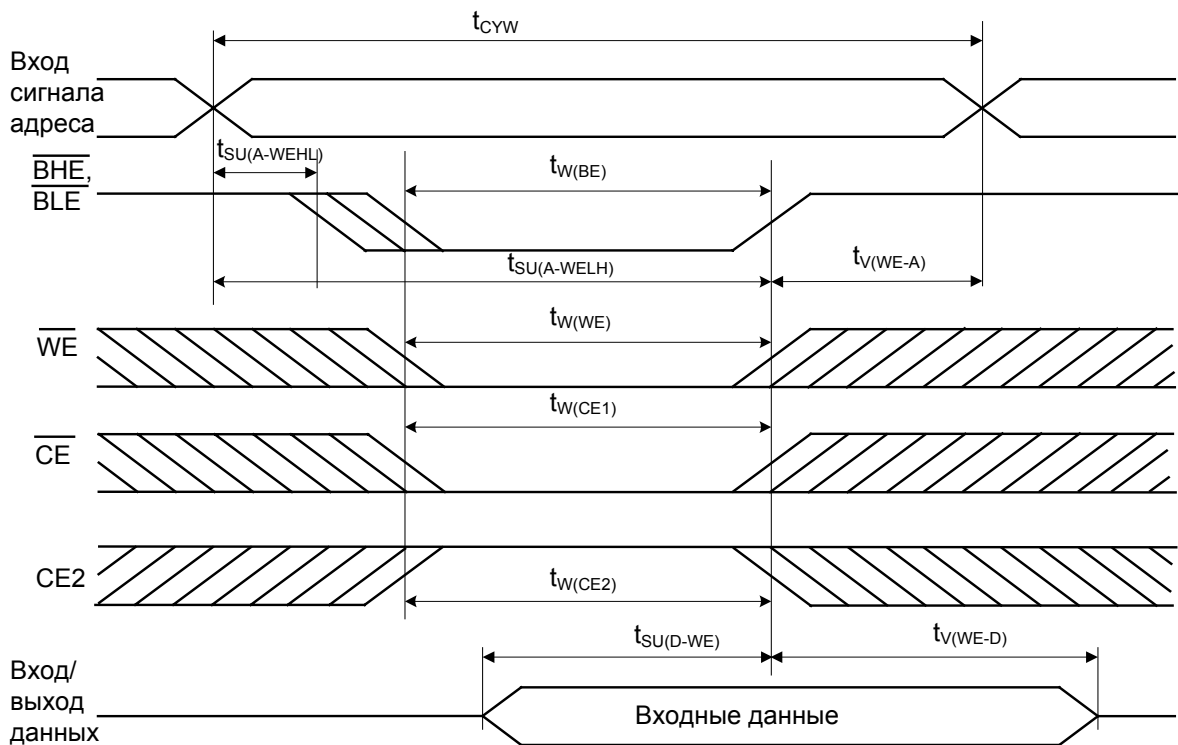 tCYW
Вход
сигнала
адреса
tSU(A-WEHL)
tW(BE)
BHE,
BLE
tSU(A-WELH)
tV(WE-A)
tW(WE)
WE
tW(CE1)
CE
CE2
tW(CE2)
tSU(D-WE)
tV(WE-D)
Вход/
выход
данных
Входные данные